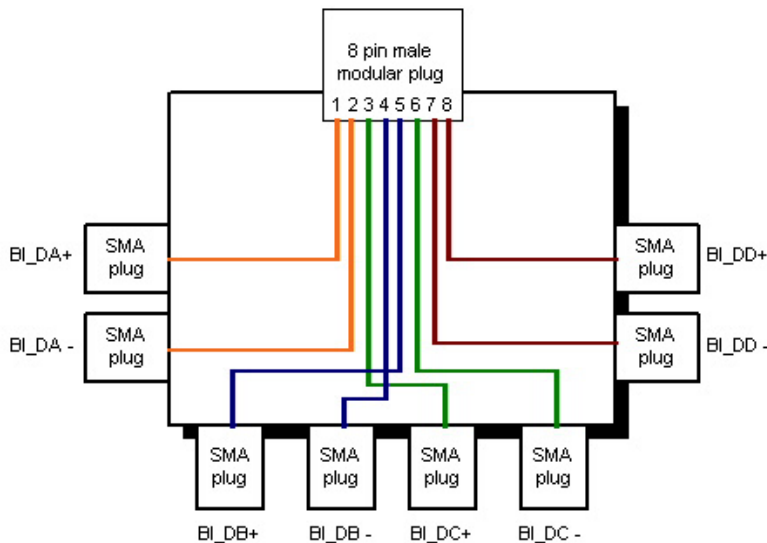 8 pin male
modular plug
1 2 3 4 5 6 7 8
BI_DA+
SMA
plug
SMA
plug
BI_DD+
BI_DA -
SMA
plug
SMA
plug
BI_DD -
SMA
plug
SMA
plug
SMA
plug
SMA
plug
BI_DB+
BI_DB -
BI_DC+
BI_DC -